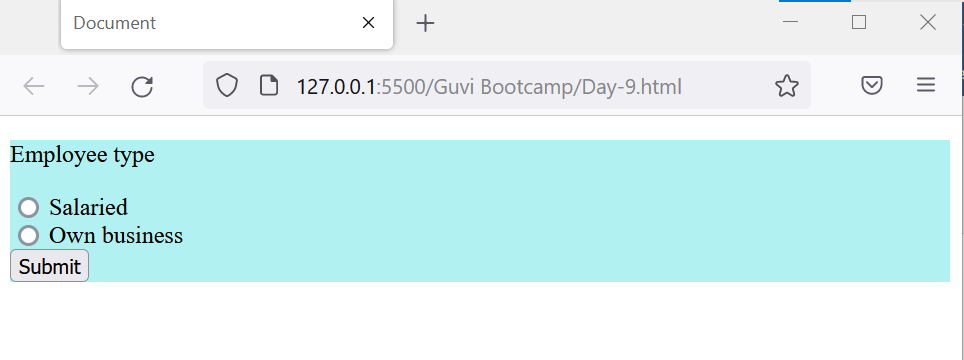 Document
127.0.0.1:5500/Guvi Bootcamp/Day-9.html
Employee type
Salaried
Own business
Submit